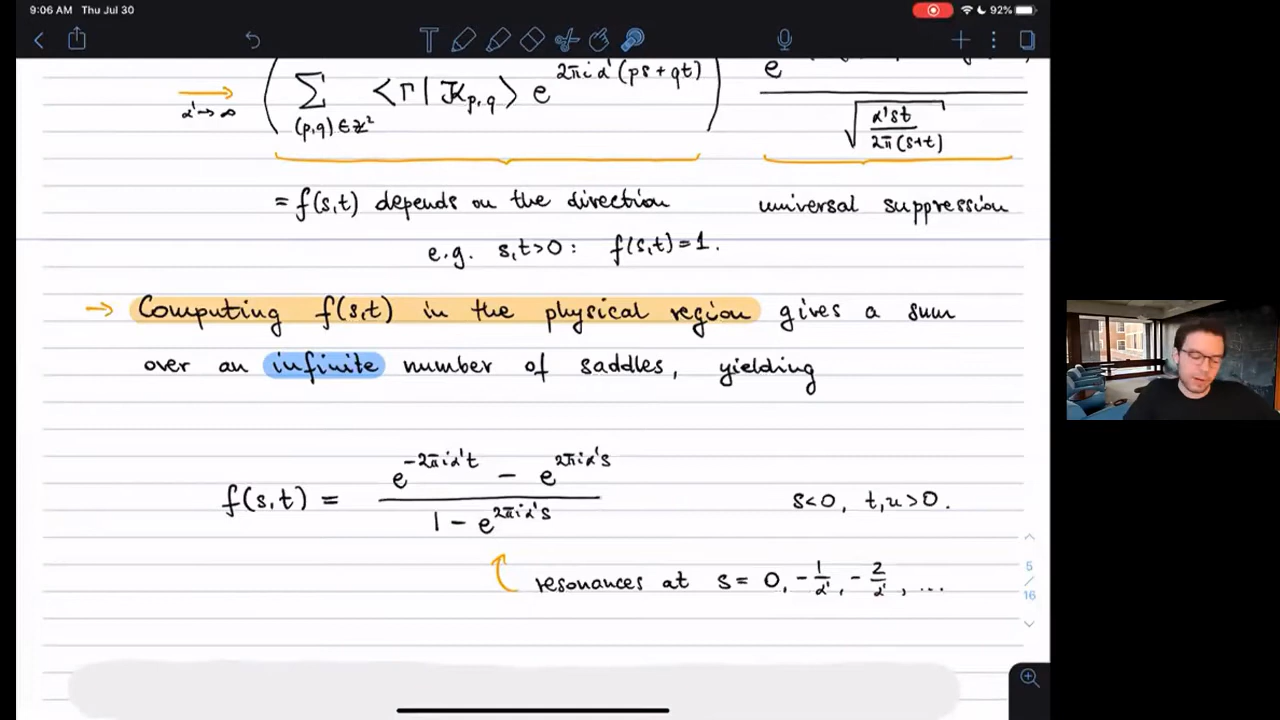 9:06 AM Thu Jul 30
92%
e
α'→∞ ( Σ (p,q)∈ℤ² <Γ|𝒦p,q> e^{2πiα'(ps+qt)} ) √(α'st / 2π(s+t))
= f(s,t) depends on the direction universal suppression
e.g. s,t>0: f(s,t)=1.
→ Computing f(s,t) in the physical region gives a sum
over an infinite number of saddles, yielding
f(s,t) = (e^{-2πiα't} − e^{2πiα's}) / (1 − e^{2πiα's}) s<0, t,u>0.
resonances at s = 0, -1/α', -2/α', ...
5 / 16